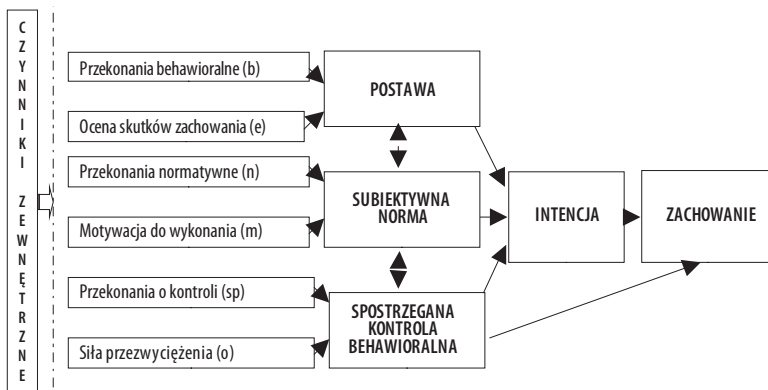 CZYNNIKI ZEWNĘTRZNE
Przekonania behawioralne (b)
Ocena skutków zachowania (e)
Przekonania normatywne (n)
Motywacja do wykonania (m)
Przekonania o kontroli (sp)
Siła przezwyciężenia (o)
POSTAWA
SUBIEKTYWNA
NORMA
SPOSTRZEGANA
KONTROLA
BEHAWIORALNA
INTENCJA
ZACHOWANIE